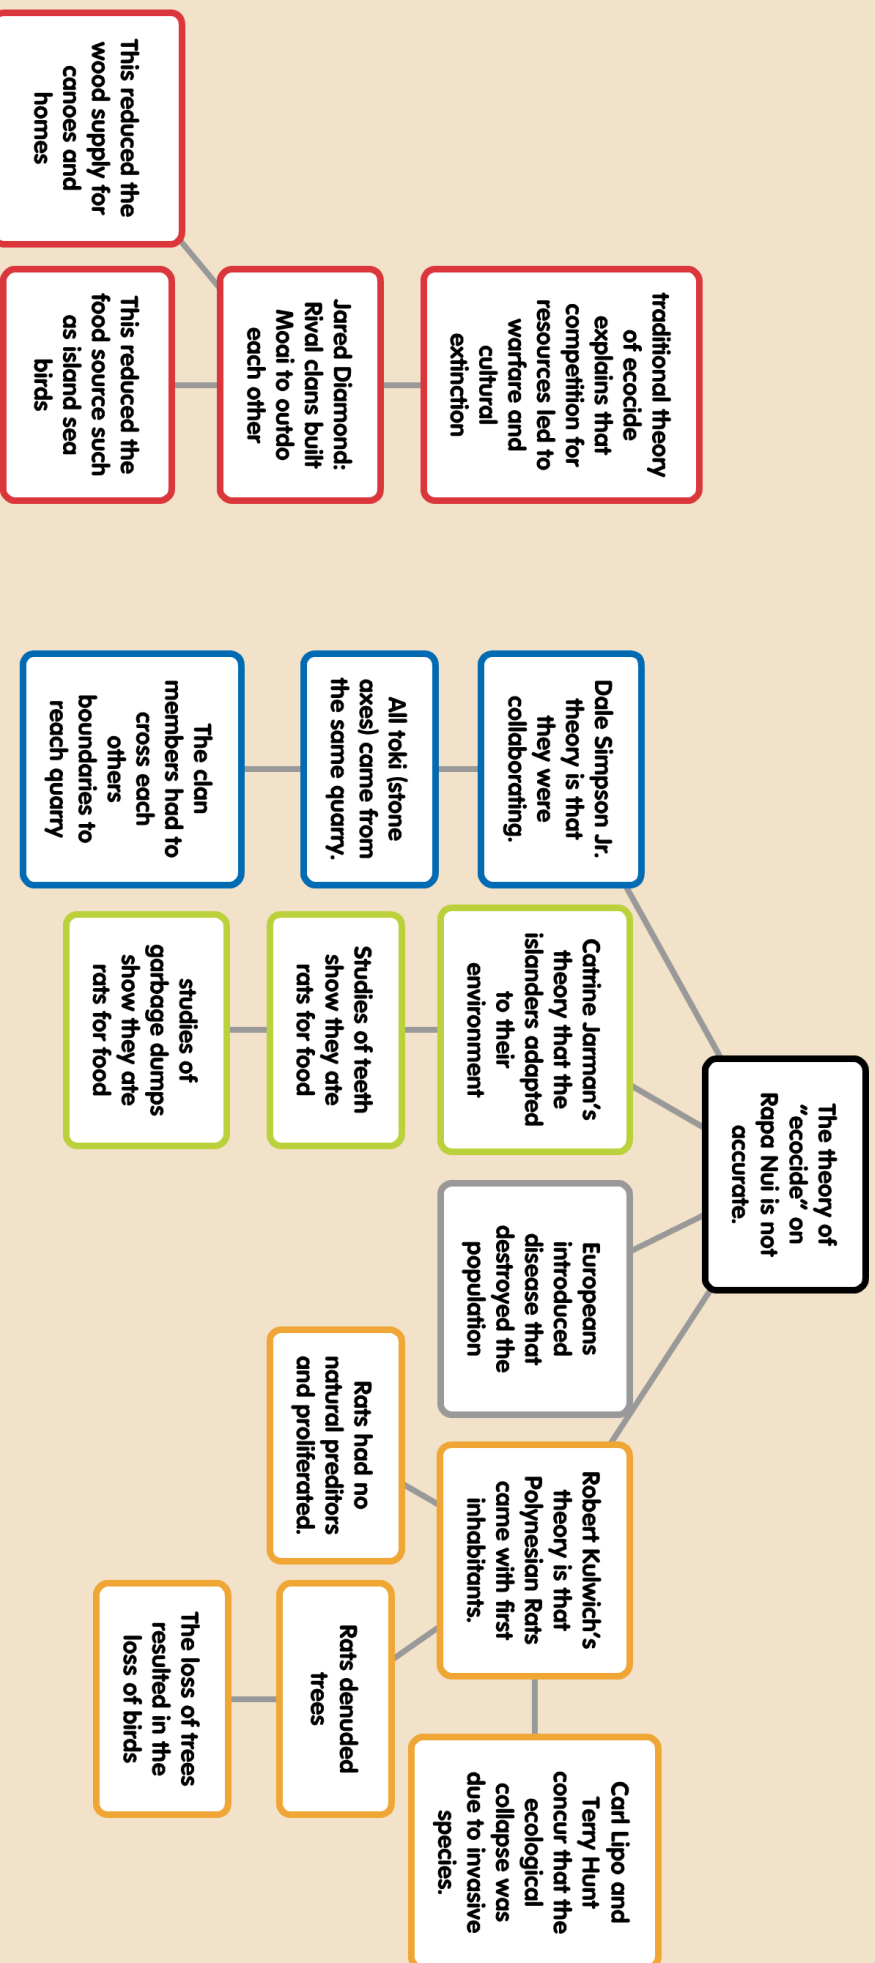 The theory of
"ecocide" on
Rapa Nui is not
accurate.
traditional theory
of ecocide
explains that
competition for
resources led to
warfare and
cultural
extinction
Jared Diamond:
Rival clans built
Moai to outdo
each other
This reduced the
wood supply for
canoes and
homes
This reduced the
food source such
as island sea
birds
Dale Simpson Jr.
theory is that
they were
collaborating.
All toki (stone
axes) came from
the same quarry.
The clan
members had to
cross each
others
boundaries to
reach quarry
Catrine Jarman's
theory that the
islanders adapted
to their
environment
Studies of teeth
show they ate
rats for food
studies of
garbage dumps
show they ate
rats for food
Europeans
introduced
disease that
destroyed the
population
Robert Kulwich's
theory is that
Polynesian Rats
came with first
inhabitants.
Rats had no
natural preditors
and proliferated.
Rats denuded
trees
The loss of trees
resulted in the
loss of birds
Carl Lipo and
Terry Hunt
concur that the
ecological
collapse was
due to invasive
species.